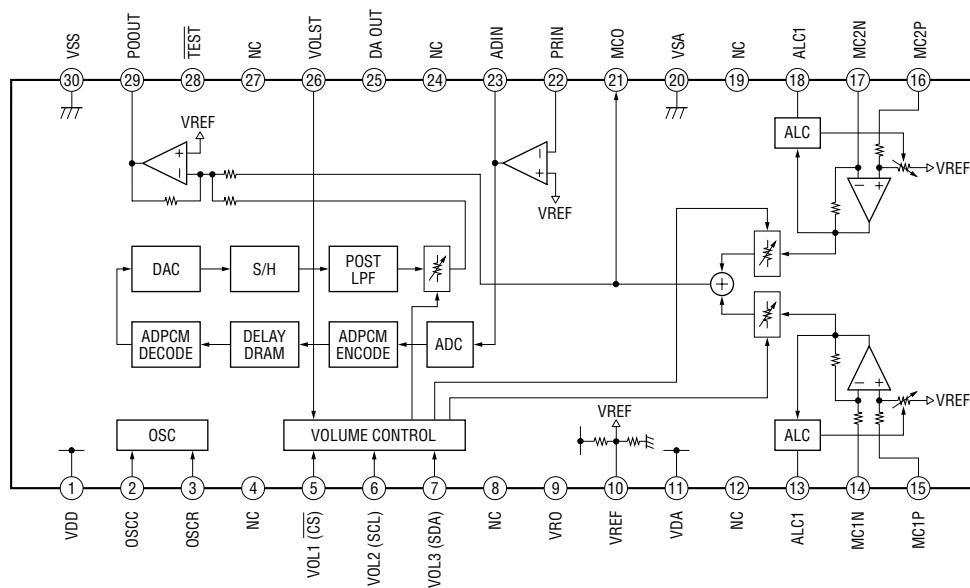 VSS
POOUT
TEST
NC
VOLST
DA OUT
NC
ADIN
PRIN
MCO
VSA
NC
ALC1
MC2N
MC2P
30
29
28
27
26
25
24
23
22
21
20
19
18
17
16
VREF
+
−
−
+
VREF
ALC
VREF
−
+
DAC
S/H
POST
LPF
+
ADPCM
DECODE
DELAY
DRAM
ADPCM
ENCODE
ADC
−
+
VREF
OSC
VOLUME CONTROL
VREF
ALC
1
2
3
4
5
6
7
8
9
10
11
12
13
14
15
VDD
OSCC
OSCR
NC
VOL1 (CS)
VOL2 (SCL)
VOL3 (SDA)
NC
VRO
VREF
VDA
NC
ALC1
MC1N
MC1P